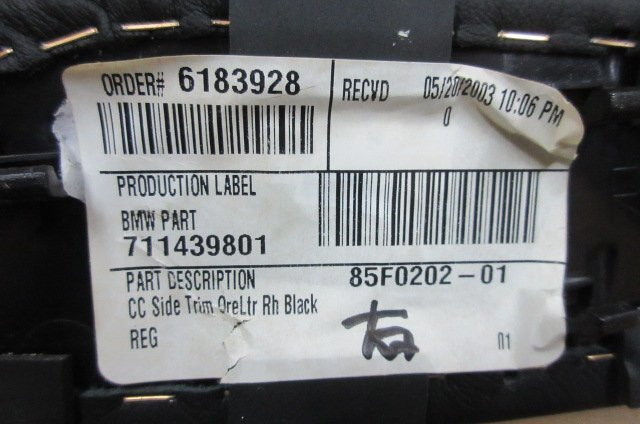 ORDER# 6183928
RECVD 05/20/2003 10:06 PM
0
PRODUCTION LABEL
BMW PART
711439801
PART DESCRIPTION 85F0202-01
CC Side Trim OreLtr Rh Black
REG 右 01